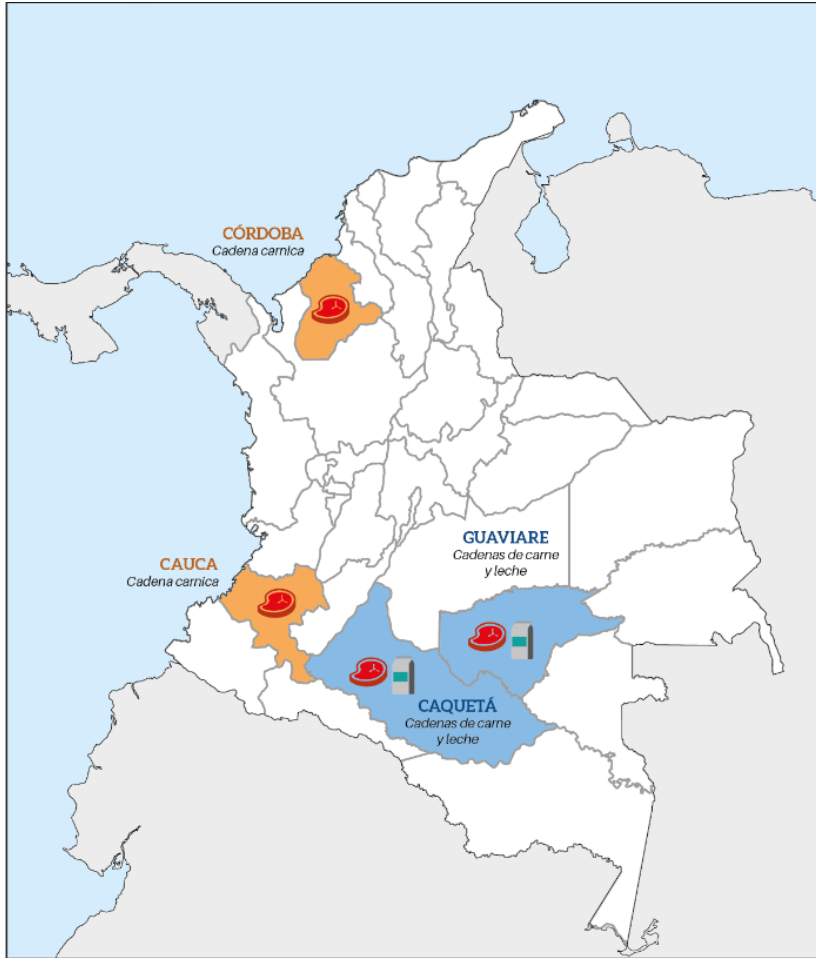 CÓRDOBA
Cadena carnica
GUAVIARE
Cadenas de carne
y leche
CAUCA
Cadena carnica
CAQUETÁ
Cadenas de carne
y leche